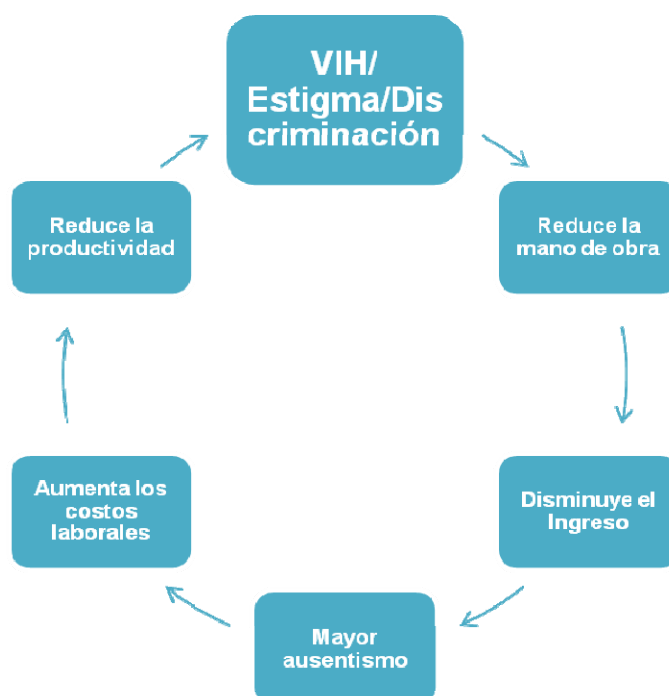 VIH/
Estigma/Dis
criminación
Reduce la
mano de obra
Disminuye el
Ingreso
Mayor
ausentismo
Aumenta los
costos
laborales
Reduce la
productividad